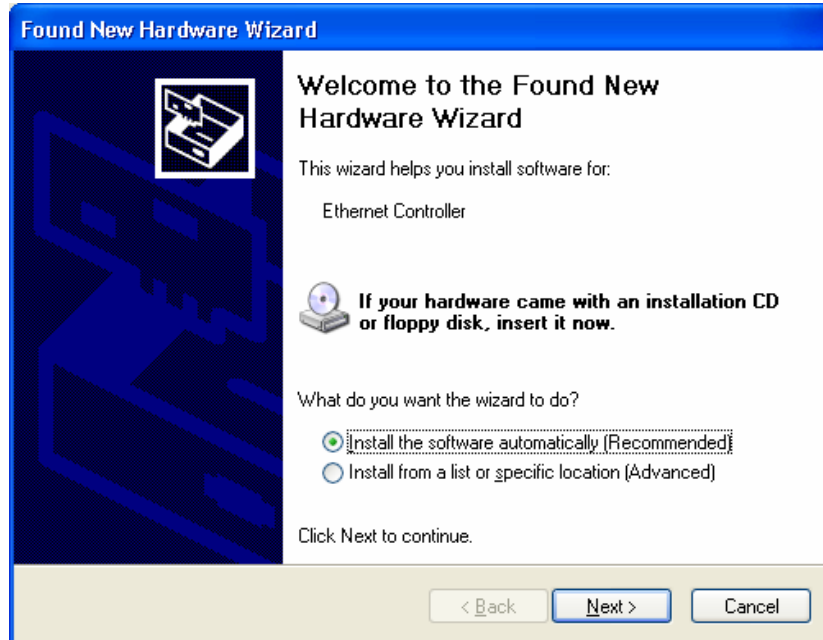 Found New Hardware Wizard
Welcome to the Found New
Hardware Wizard
This wizard helps you install software for:
Ethernet Controller
If your hardware came with an installation CD
or floppy disk, insert it now.
What do you want the wizard to do?
Install the software automatically (Recommended)
Install from a list or specific location (Advanced)
Click Next to continue.
< Back Next > Cancel